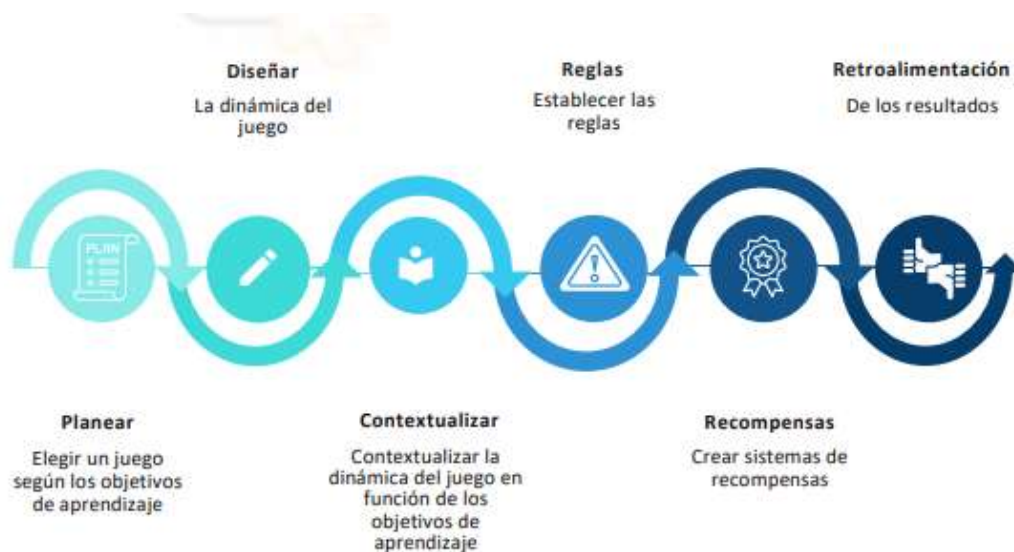 Diseñar
La dinámica del
juego
Reglas
Establecer las
reglas
Retroalimentación
De los resultados
PLAN
Planear
Elegir un juego
según los objetivos
de aprendizaje
Contextualizar
Contextualizar la
dinámica del juego en
función de los
objetivos de
aprendizaje
Recompensas
Crear sistemas de
recompensas